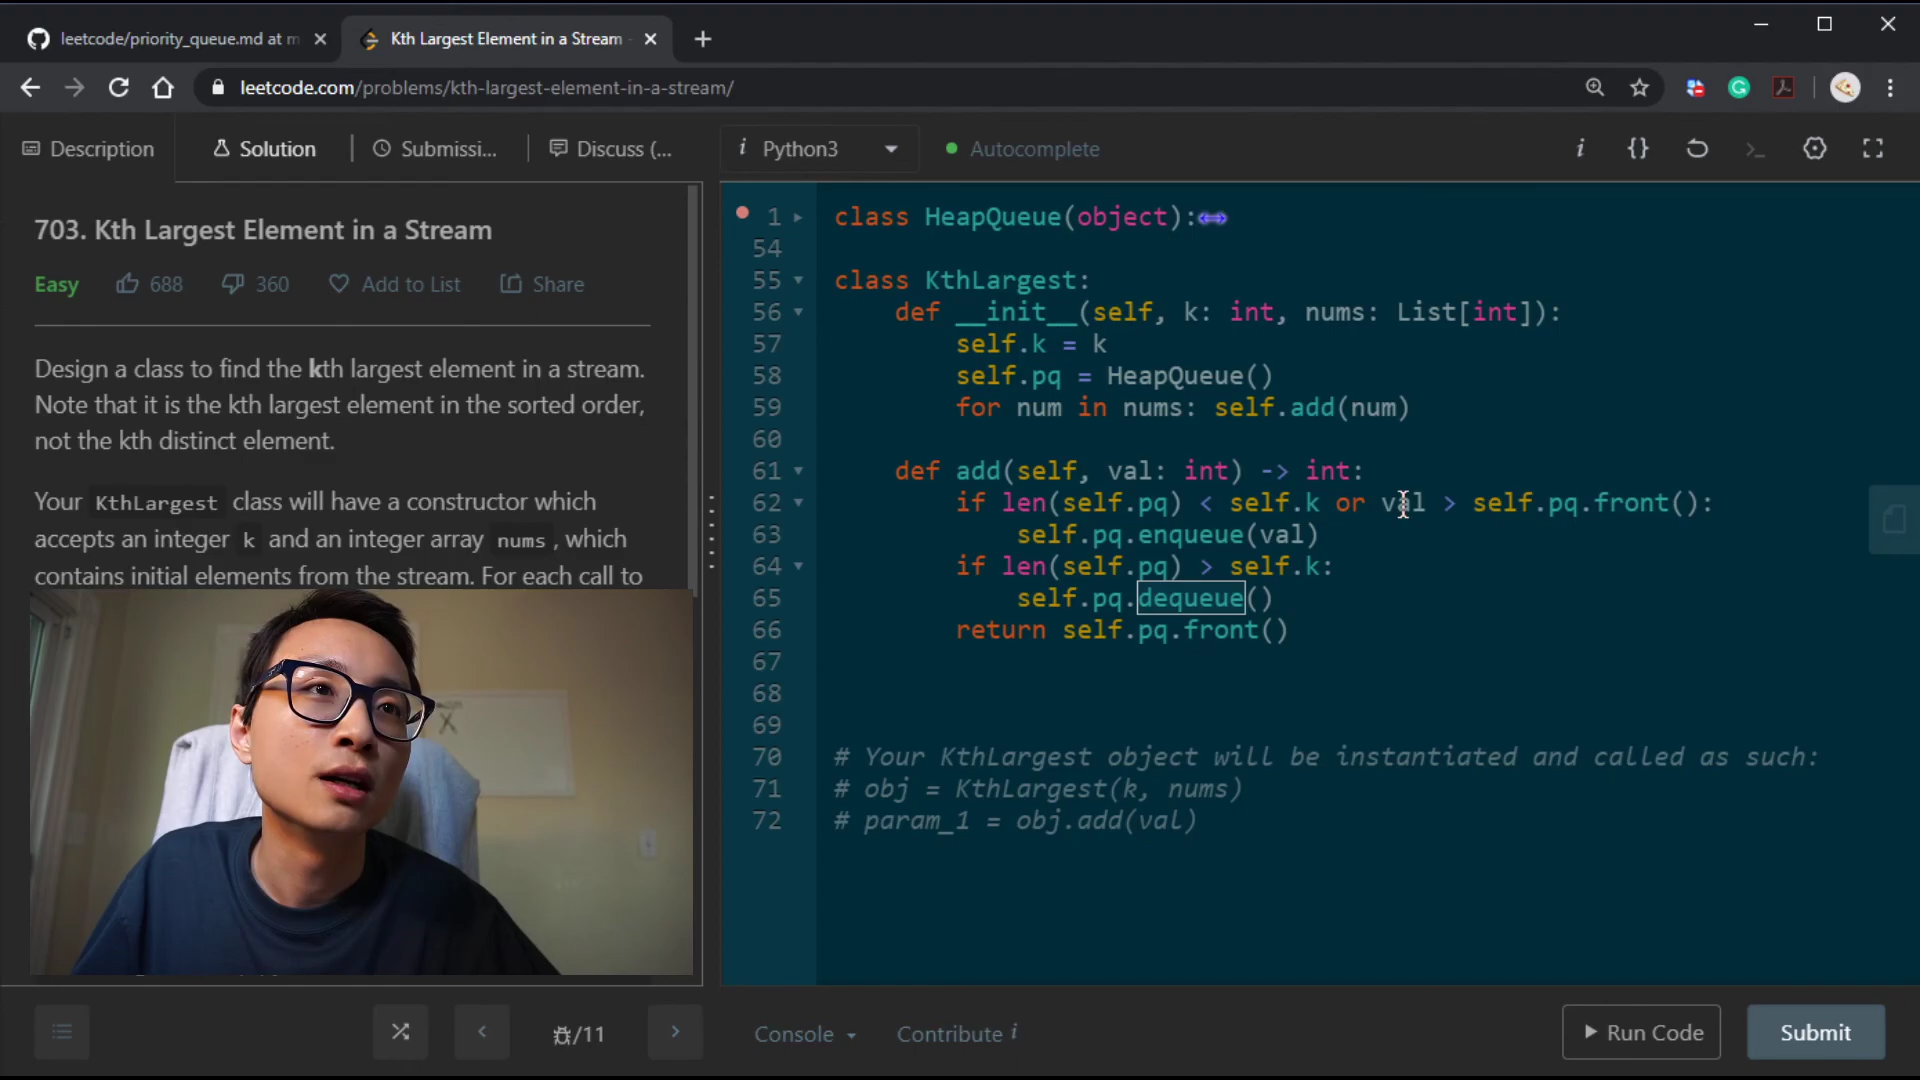 leetcode/priority_queue.md at m
Kth Largest Element in a Stream -
leetcode.com/problems/kth-largest-element-in-a-stream/
Description
Solution
Submissi...
Discuss (...
i Python3
Autocomplete
i {} >_
703. Kth Largest Element in a Stream
Easy 688 360 Add to List Share
Design a class to find the kth largest element in a stream.
Note that it is the kth largest element in the sorted order,
not the kth distinct element.
Your KthLargest class will have a constructor which
accepts an integer k and an integer array nums , which
contains initial elements from the stream. For each call to
1 class HeapQueue(object):
54
55 class KthLargest:
56 def __init__(self, k: int, nums: List[int]):
57 self.k = k
58 self.pq = HeapQueue()
59 for num in nums: self.add(num)
60
61 def add(self, val: int) -> int:
62 if len(self.pq) < self.k or val > self.pq.front():
63 self.pq.enqueue(val)
64 if len(self.pq) > self.k:
65 self.pq.dequeue()
66 return self.pq.front()
67
68
69
70 # Your KthLargest object will be instantiated and called as such:
71 # obj = KthLargest(k, nums)
72 # param_1 = obj.add(val)
X
/11
Console
Contribute i
Run Code
Submit